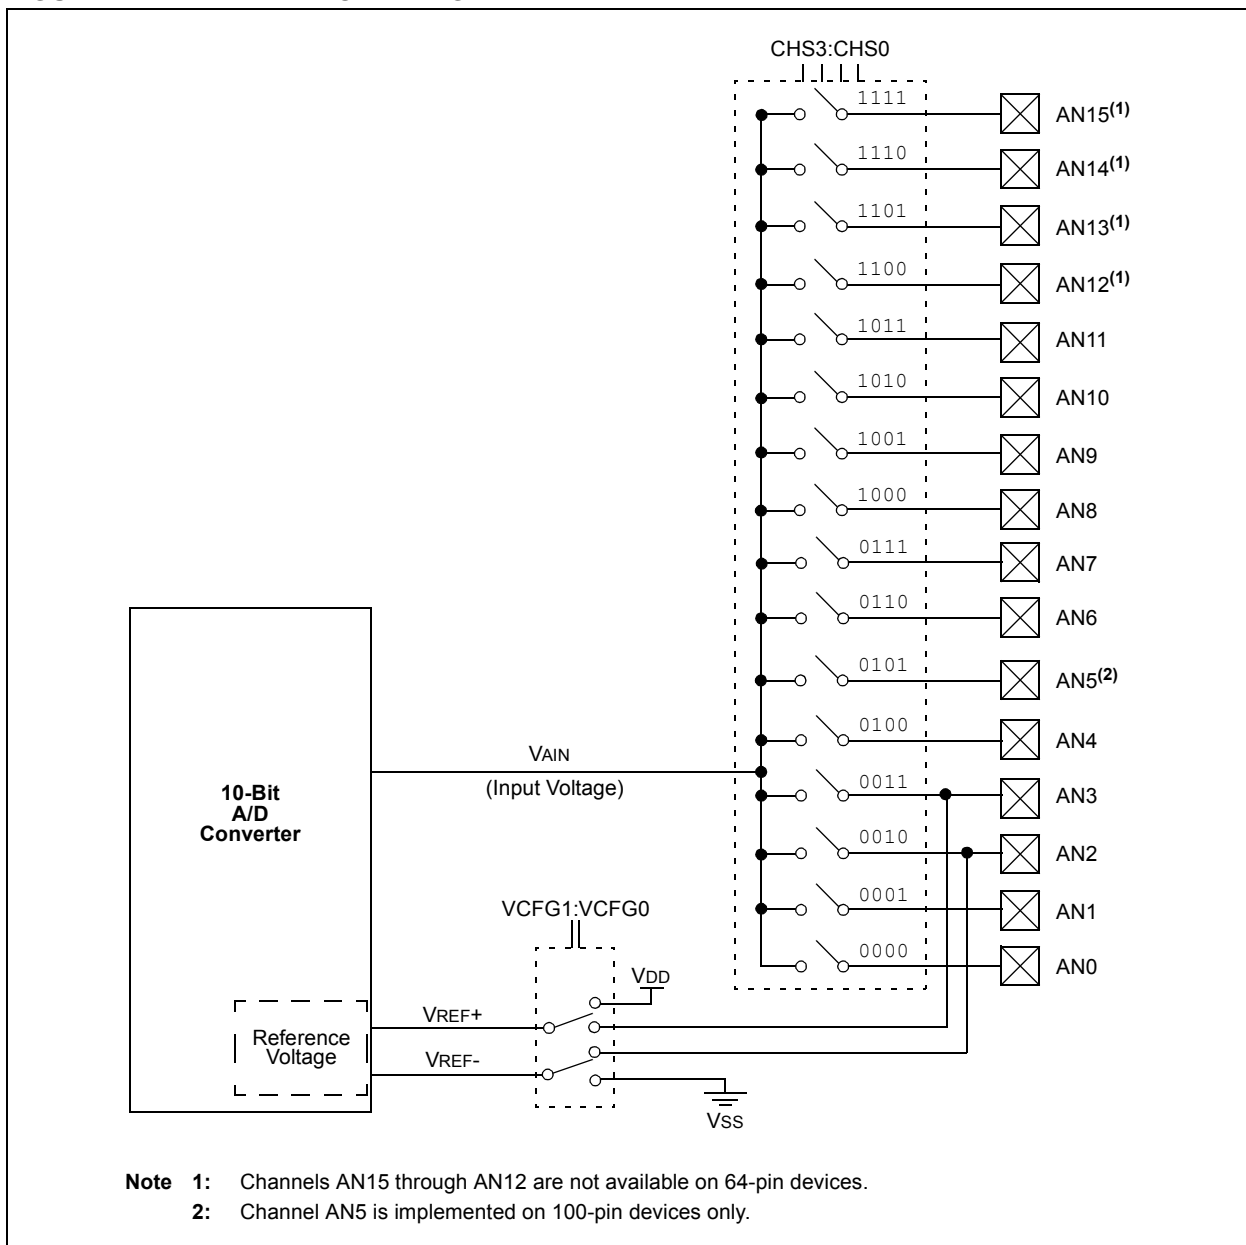 CHS3:CHS0
1111
AN15(1)
1110
AN14(1)
1101
AN13(1)
1100
AN12(1)
1011
AN11
1010
AN10
1001
AN9
1000
AN8
0111
AN7
0110
AN6
0101
AN5(2)
0100
AN4
VAIN
(Input Voltage)
0011
AN3
10-Bit
A/D
Converter
0010
AN2
0001
AN1
VCFG1:VCFG0
0000
AN0
VDD
VREF+
Reference
Voltage
VREF-
VSS
Note 1: Channels AN15 through AN12 are not available on 64-pin devices.
2: Channel AN5 is implemented on 100-pin devices only.